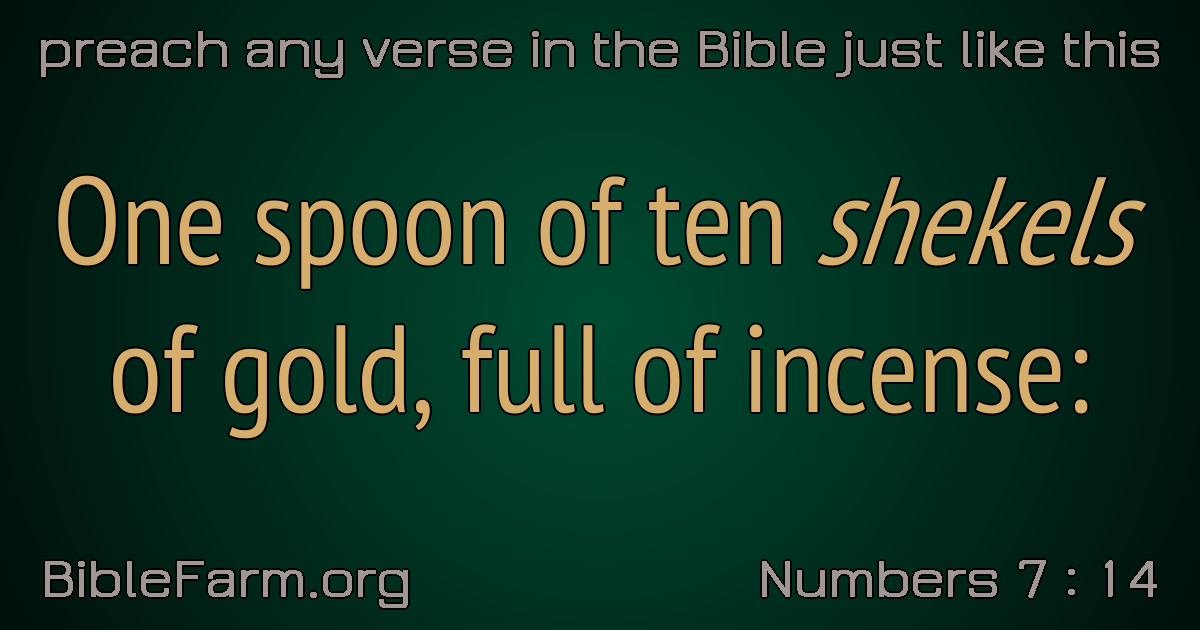 preach any verse in the Bible just like this
One spoon of ten shekels
of gold, full of incense:
BibleFarm.org
Numbers 7 : 14